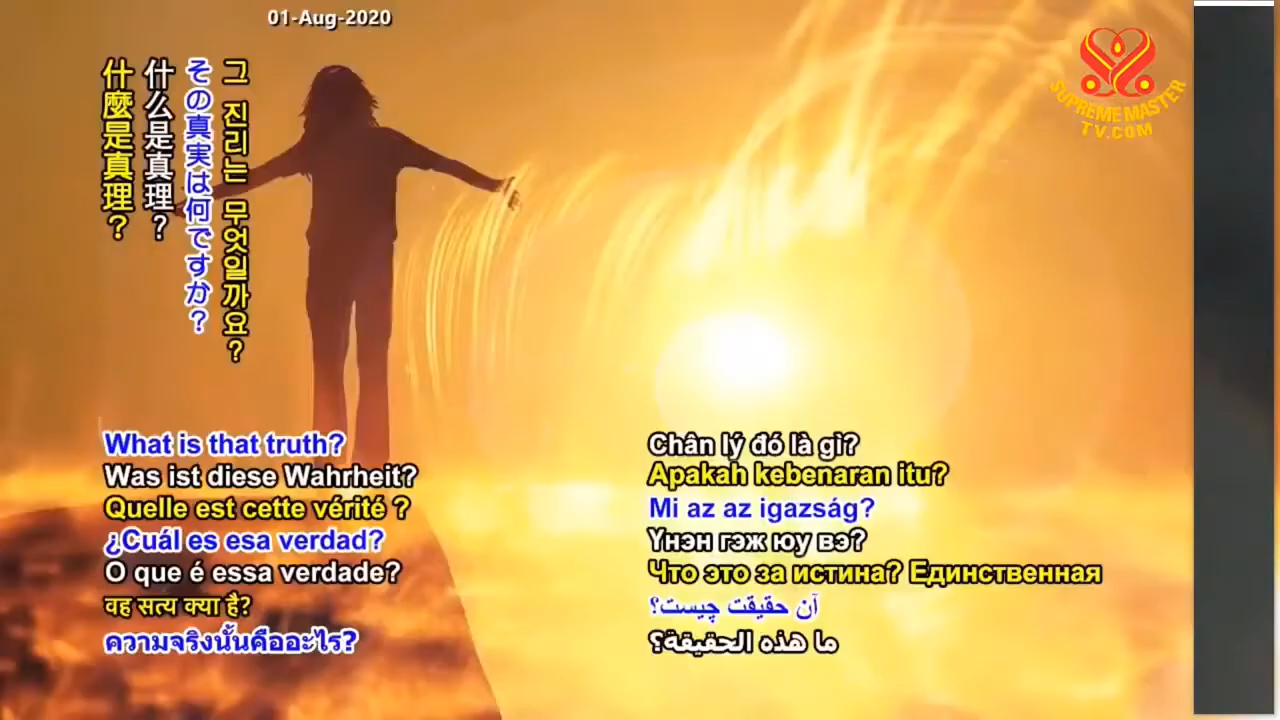 01-Aug-2020
SUPREME MASTER
TV.COM
그 진리는 무엇일까요?
その真実は何ですか?
什么是真理?
什麼是真理?
What is that truth?
Was ist diese Wahrheit?
Quelle est cette vérité ?
¿Cuál es esa verdad?
O que é essa verdade?
वह सत्य क्या है?
ความจริงนั้นคืออะไร?
Chân lý đó là gì?
Apakah kebenaran itu?
Mi az az igazság?
Үнэн гэж юу вэ?
Что это за истина? Единственная
آن حقیقت چیست؟
ما هذه الحقيقة؟